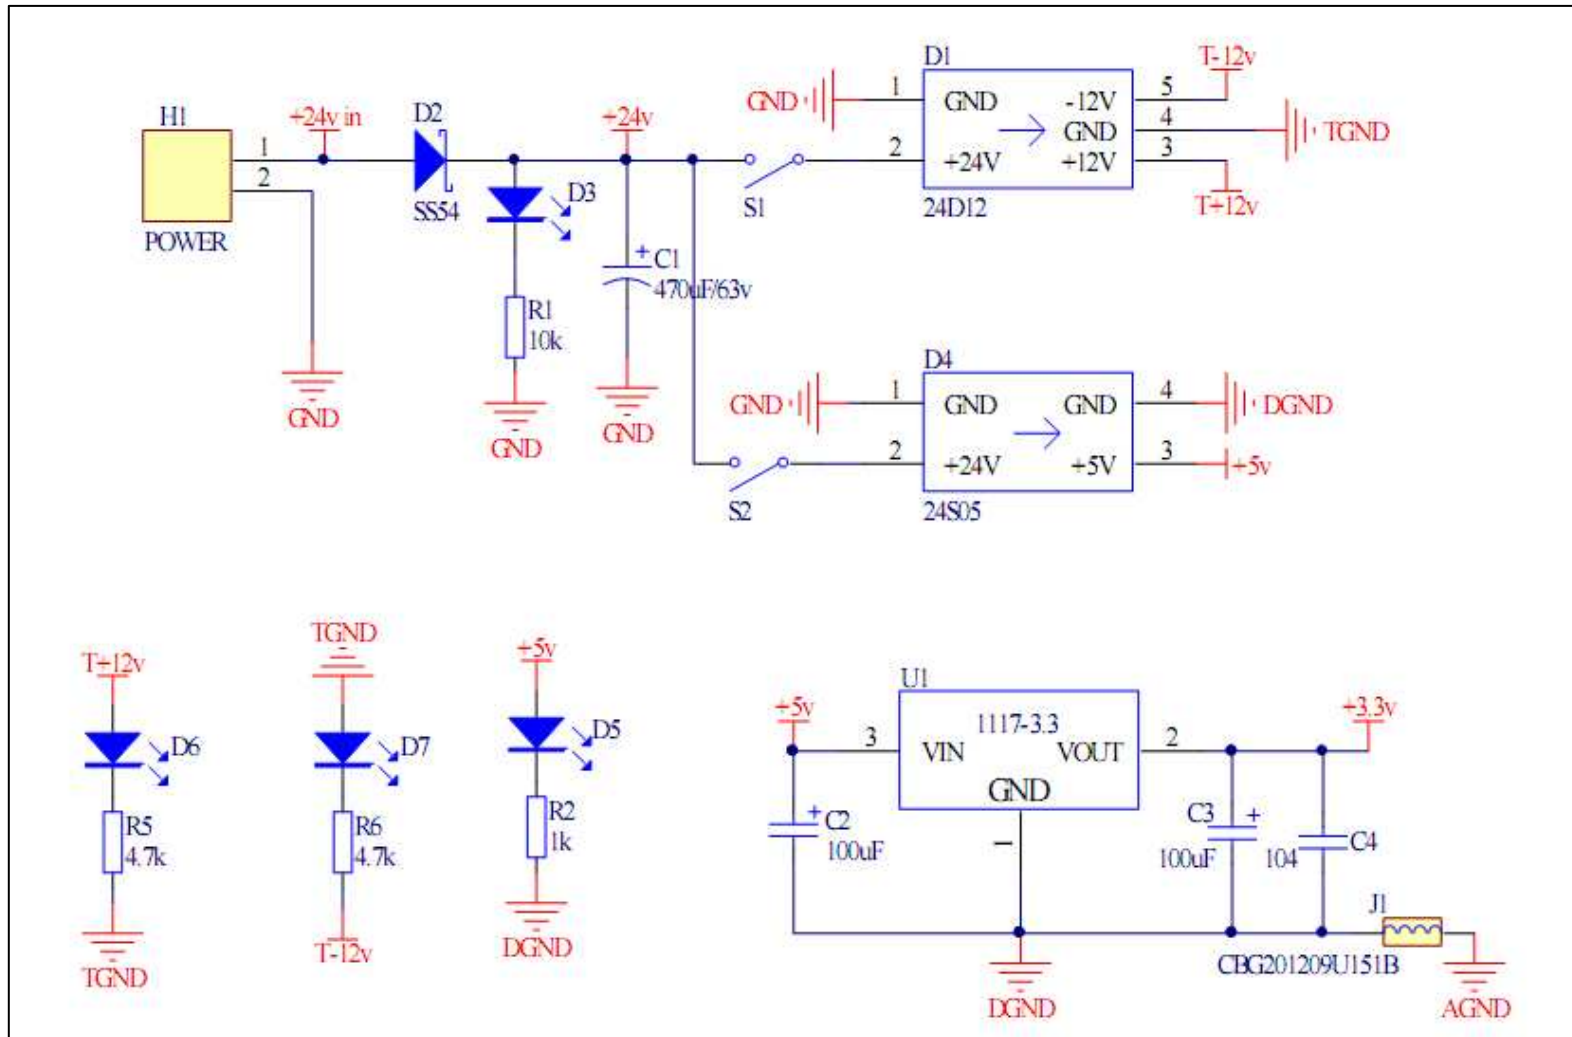 H1
+24v in
D2
+24v
1
2
POWER
SS54
GND
D3
R1
10k
GND
C1
470uF/63v
GND
S1
GND
1
2
D1
GND
+24V
-12V
GND
+12V
24D12
5
4
3
T-12v
TGND
T+12v
S2
GND
1
2
D4
GND
+24V
GND
+5V
24S05
4
3
DGND
+5v
T+12v
D6
R5
4.7k
TGND
TGND
D7
R6
4.7k
T-12v
+5v
D5
R2
1k
DGND
+5v
C2
100uF
3
U1
1117-3.3
VIN
VOUT
GND
1
2
+3.3v
C3
100uF
104
C4
DGND
J1
CBG201209U151B
AGND